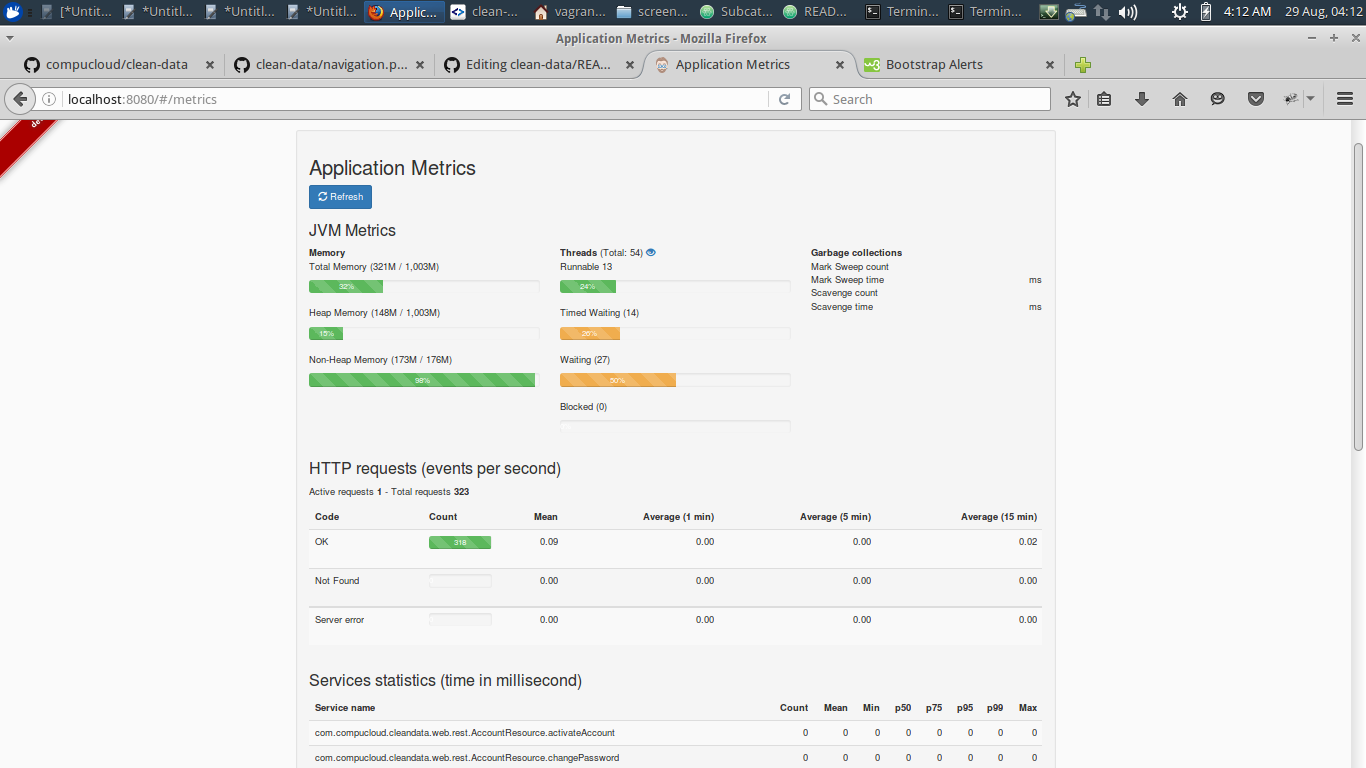 [*Untit... *Untitl... *Untitl... *Untitl... Applic... clean-... vagran... screen... Subcat... READ... Termin... Termin... 4:12 AM 29 Aug, 04:12
Application Metrics - Mozilla Firefox
compucloud/clean-data clean-data/navigation.p... Editing clean-data/REA... Application Metrics Bootstrap Alerts
localhost:8080/#/metrics Search
Application Metrics
Refresh
JVM Metrics
Memory Threads (Total: 54) Garbage collections
Total Memory (321M / 1,003M) Runnable 13 Mark Sweep count
Mark Sweep time ms
32% 24% Scavenge count
Scavenge time ms
Heap Memory (148M / 1,003M) Timed Waiting (14)
15% 26%
Non-Heap Memory (173M / 176M) Waiting (27)
98% 50%
Blocked (0)
HTTP requests (events per second)
Active requests 1 - Total requests 323
Code Count Mean Average (1 min) Average (5 min) Average (15 min)
OK 318 0.09 0.00 0.00 0.02
Not Found 0.00 0.00 0.00 0.00
Server error 0.00 0.00 0.00 0.00
Services statistics (time in millisecond)
Service name Count Mean Min p50 p75 p95 p99 Max
com.compucloud.cleandata.web.rest.AccountResource.activateAccount 0 0 0 0 0 0 0 0
com.compucloud.cleandata.web.rest.AccountResource.changePassword 0 0 0 0 0 0 0 0